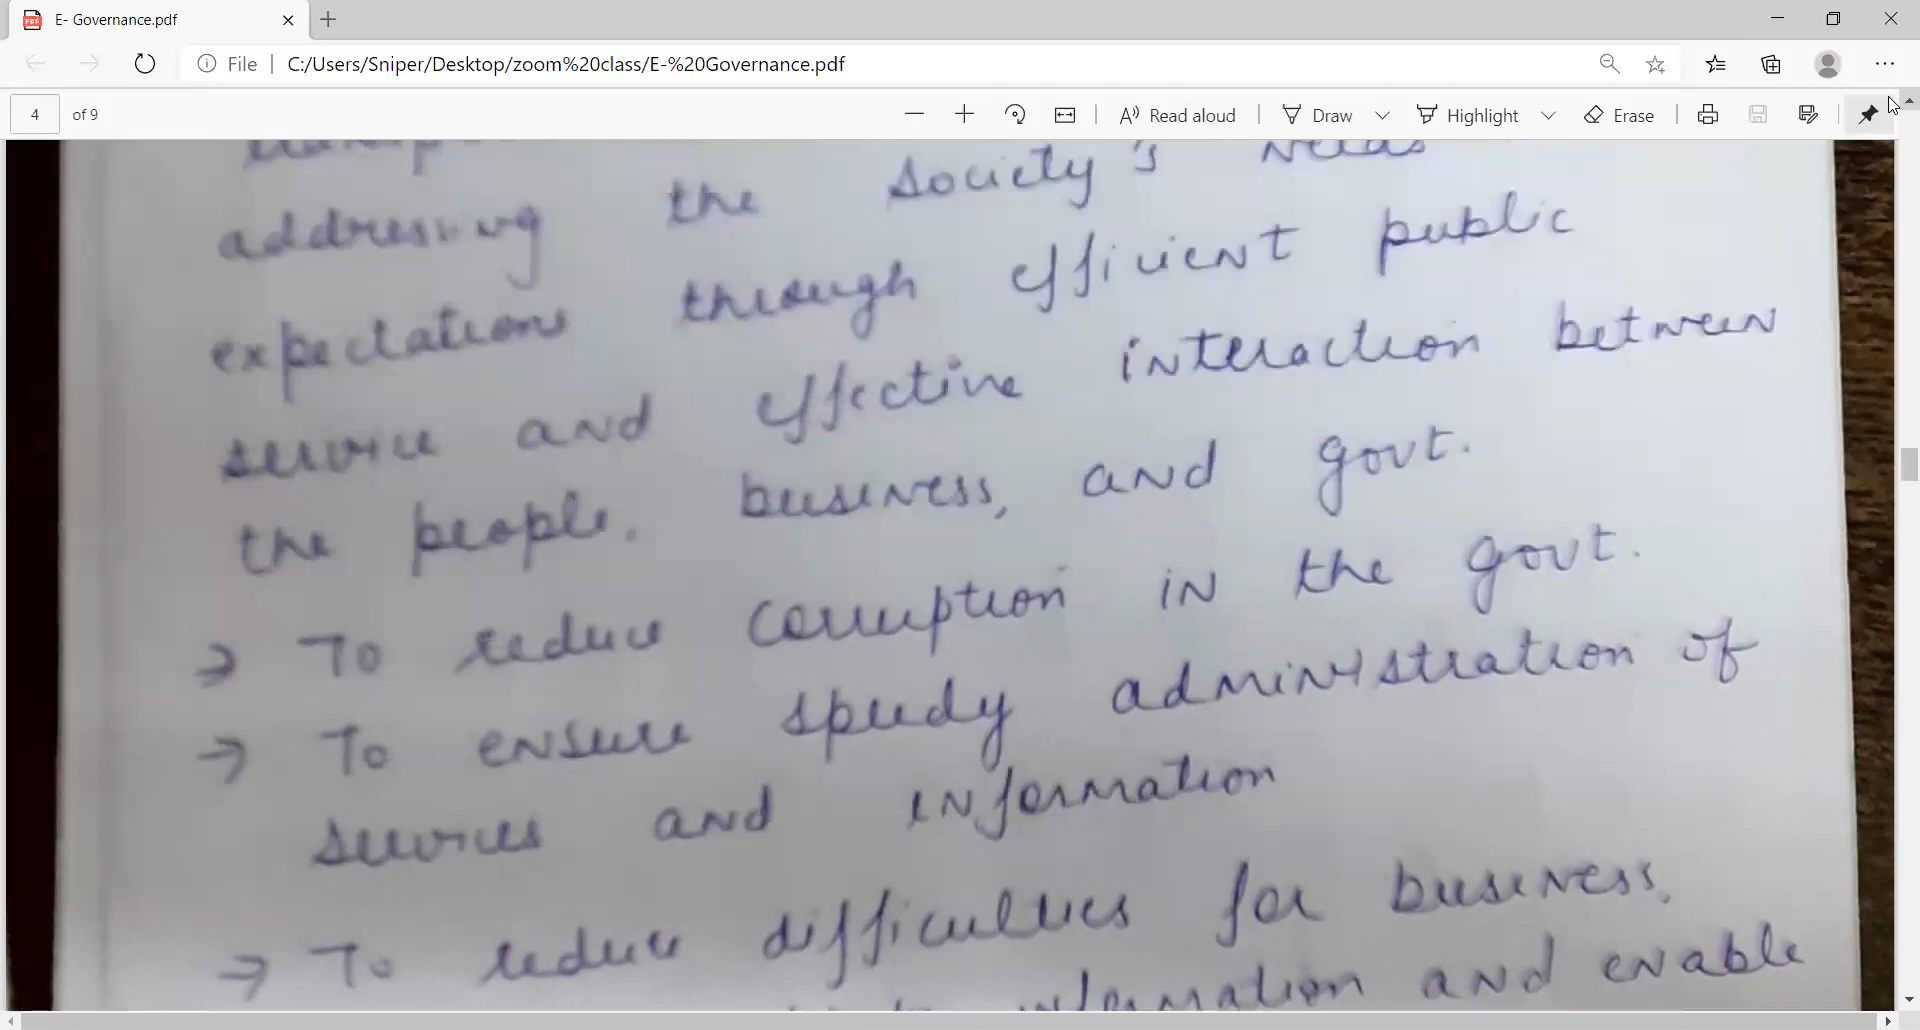 E- Governance.pdf
File | C:/Users/Sniper/Desktop/zoom%20class/E-%20Governance.pdf
4 of 9 Read aloud Draw Highlight Erase
the society's
addressing
expectations through efficient public
service and effective interaction between
the people, business, and govt.
→ To reduce corruption in the govt.
→ To ensure speedy administration of
services and information
→ To reduce difficulties for business,
information and enable